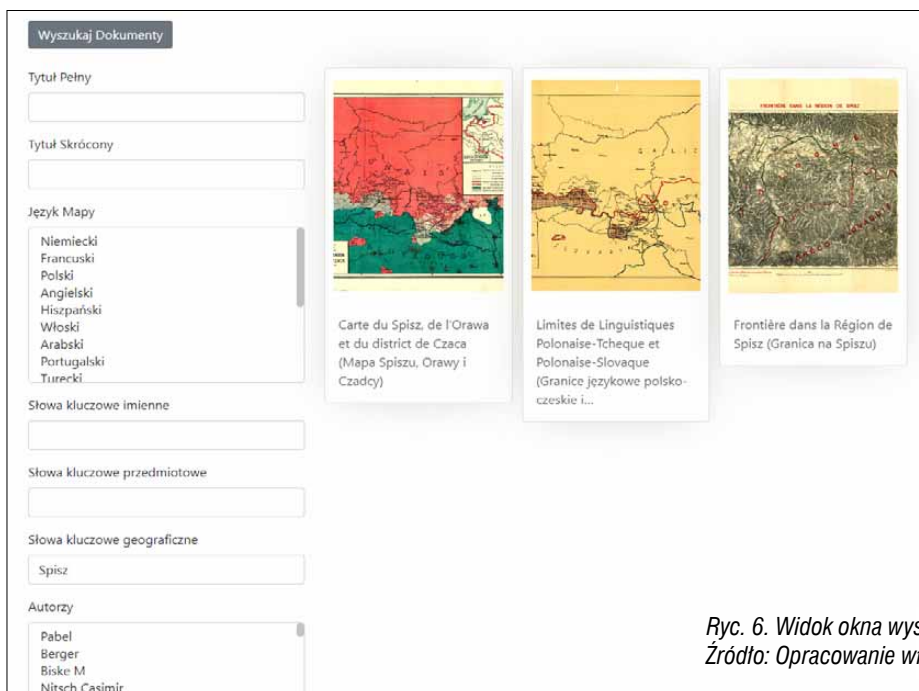 Wyszukaj Dokumenty
Tytuł Pełny
Tytuł Skrócony
Język Mapy
Niemiecki
Francuski
Polski
Angielski
Hiszpański
Włoski
Arabski
Portugalski
Turecki
Słowa kluczowe imienne
Słowa kluczowe przedmiotowe
Słowa kluczowe geograficzne
Spisz
Autorzy
Pabel
Berger
Biske M
Nitsch Casimir
Carte du Spisz, de l'Orawa
et du district de Czaca
(Mapa Spiszu, Orawy i
Czadcy)
Limites de Linguistiques
Polonaise-Tcheque et
Polonaise-Slovaque
(Granice językowe polsko-
czeskie i...
FRONTIÈRE DANS LA RÉGION DE SPISZ
Frontière dans la Région de
Spisz (Granica na Spiszu)
Ryc. 6. Widok okna wys
Źródło: Opracowanie wł